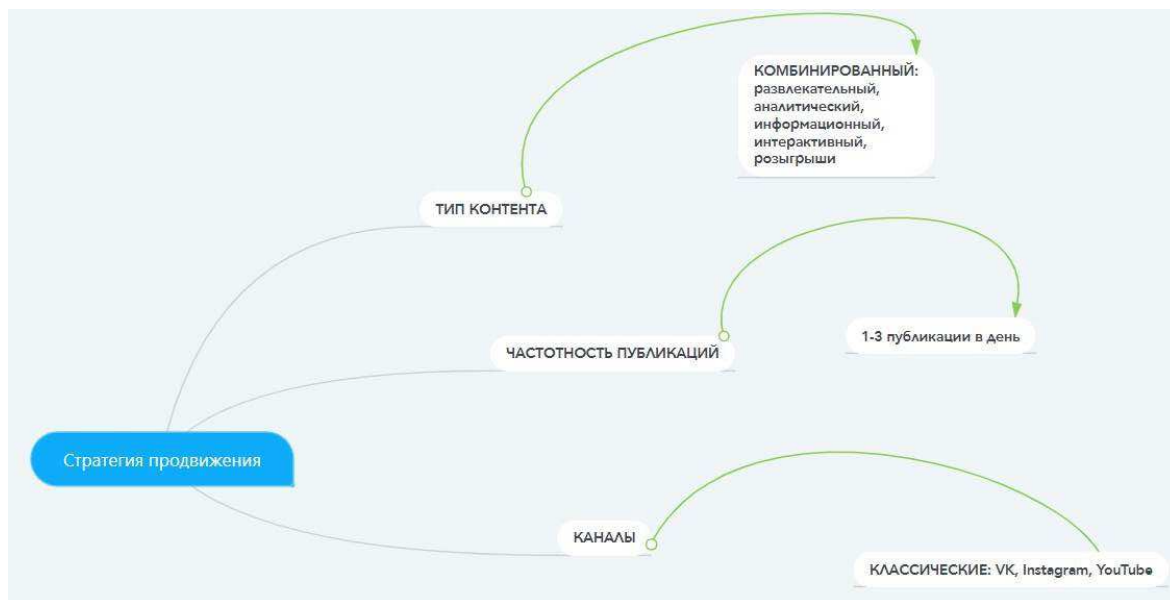 КОМБИНИРОВАННЫЙ:
развлекательный,
аналитический,
информационный,
интерактивный,
розыгрыши
ТИП КОНТЕНТА
ЧАСТОТНОСТЬ ПУБЛИКАЦИЙ
1-3 публикации в день
Стратегия продвижения
КАНАЛЫ
КЛАССИЧЕСКИЕ: VK, Instagram, YouTube